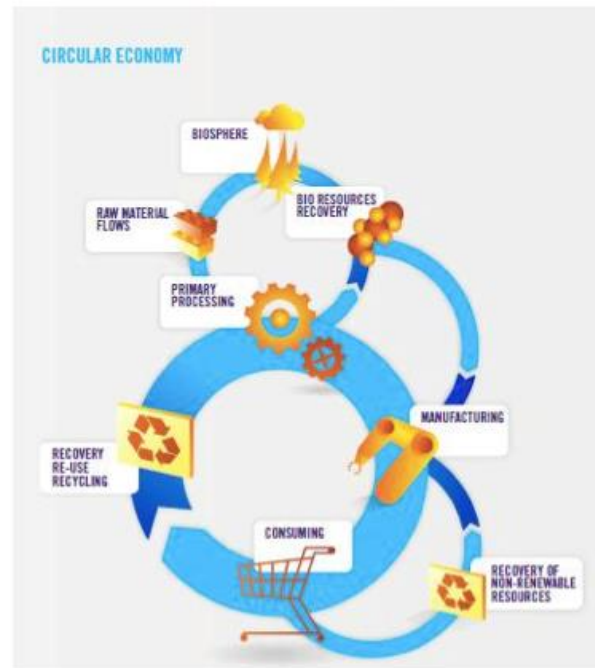 CIRCULAR ECONOMY
BIOSPHERE
BIO RESOURCES
RECOVERY
RAW MATERIAL
FLOWS
PRIMARY
PROCESSING
MANUFACTURING
RECOVERY
RE-USE
RECYCLING
CONSUMING
RECOVERY OF
NON-RENEWABLE
RESOURCES